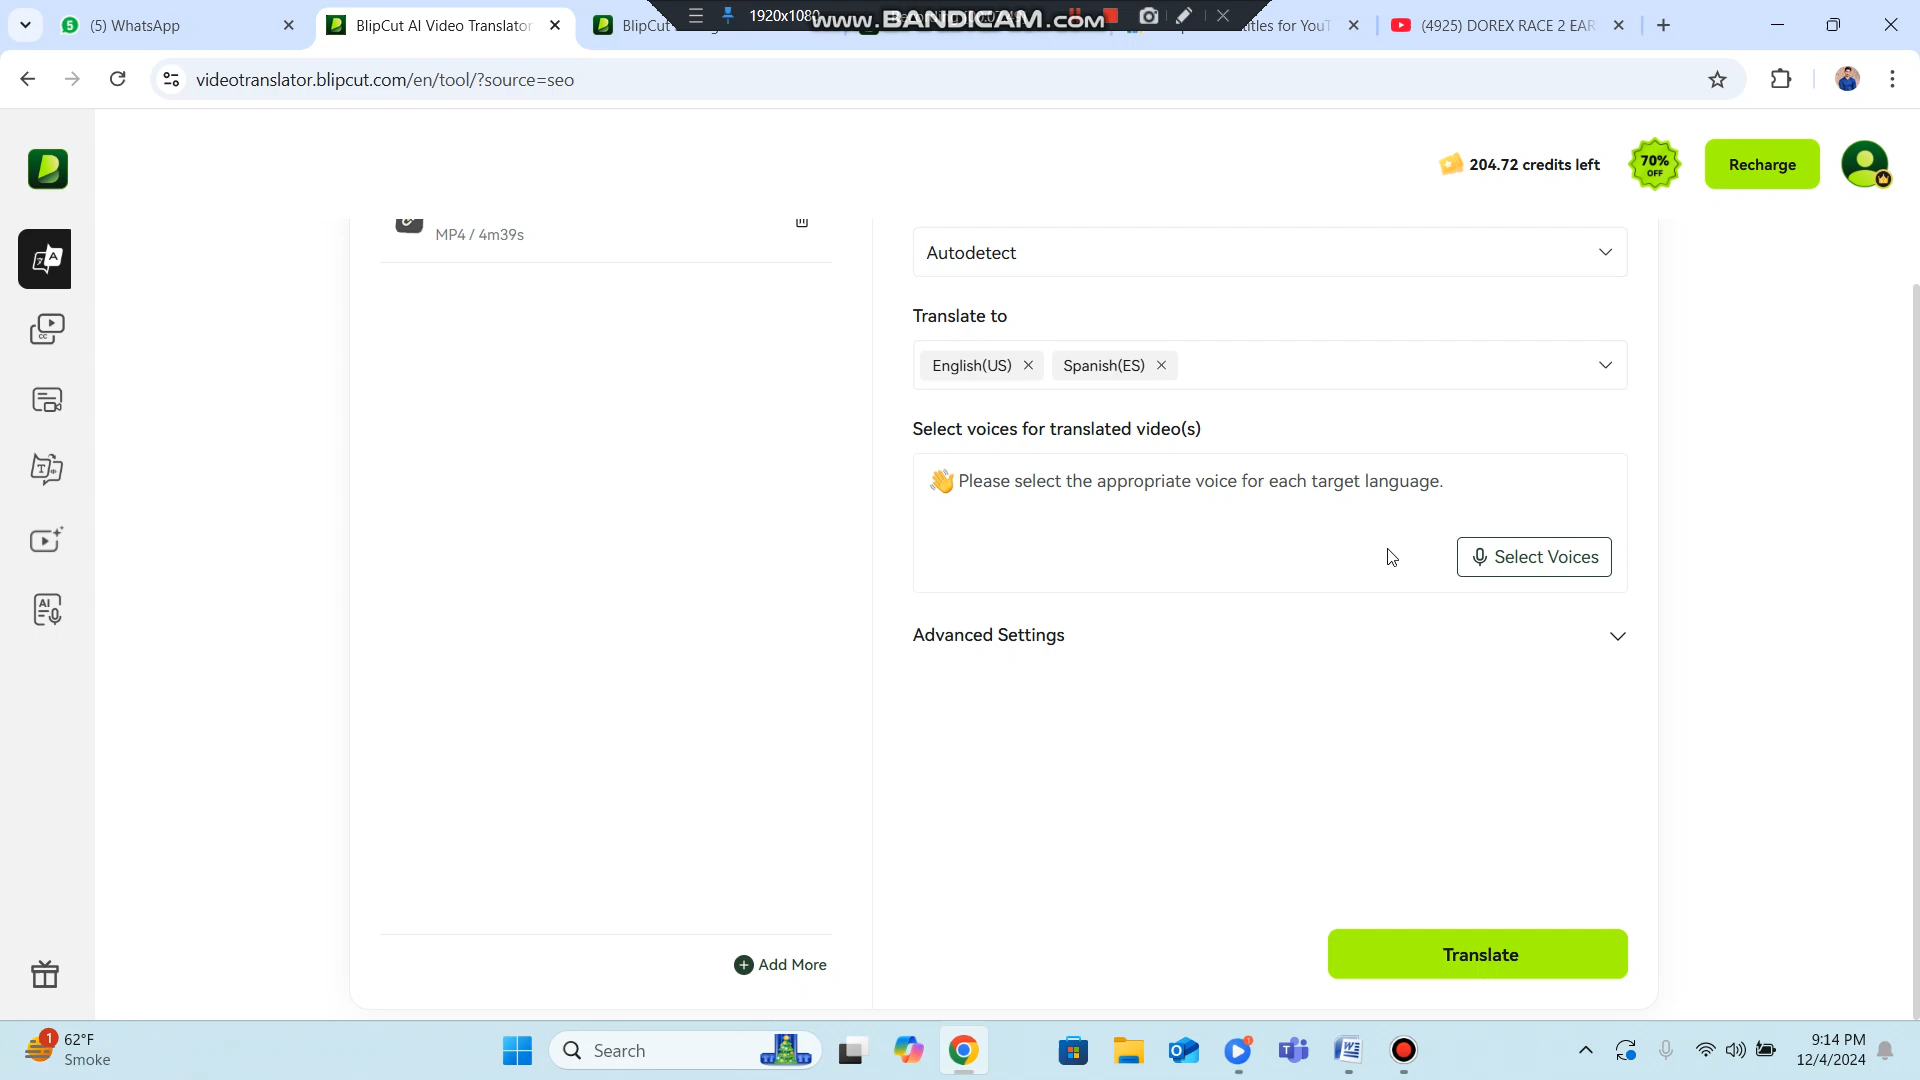 (5) WhatsApp
BlipCut AI Video Translator
BlipCut
1920x1080
www.BANDICAM.com
itles for YouT
(4925) DOREX RACE 2 EAR
videotranslator.blipcut.com/en/tool/?source=seo
204.72 credits left
70%
OFF
Recharge
MP4 / 4m39s
Autodetect
Translate to
English(US)
Spanish(ES)
Select voices for translated video(s)
Please select the appropriate voice for each target language.
Select Voices
Advanced Settings
Add More
Translate
62°F
Smoke
Search
9:14 PM
12/4/2024